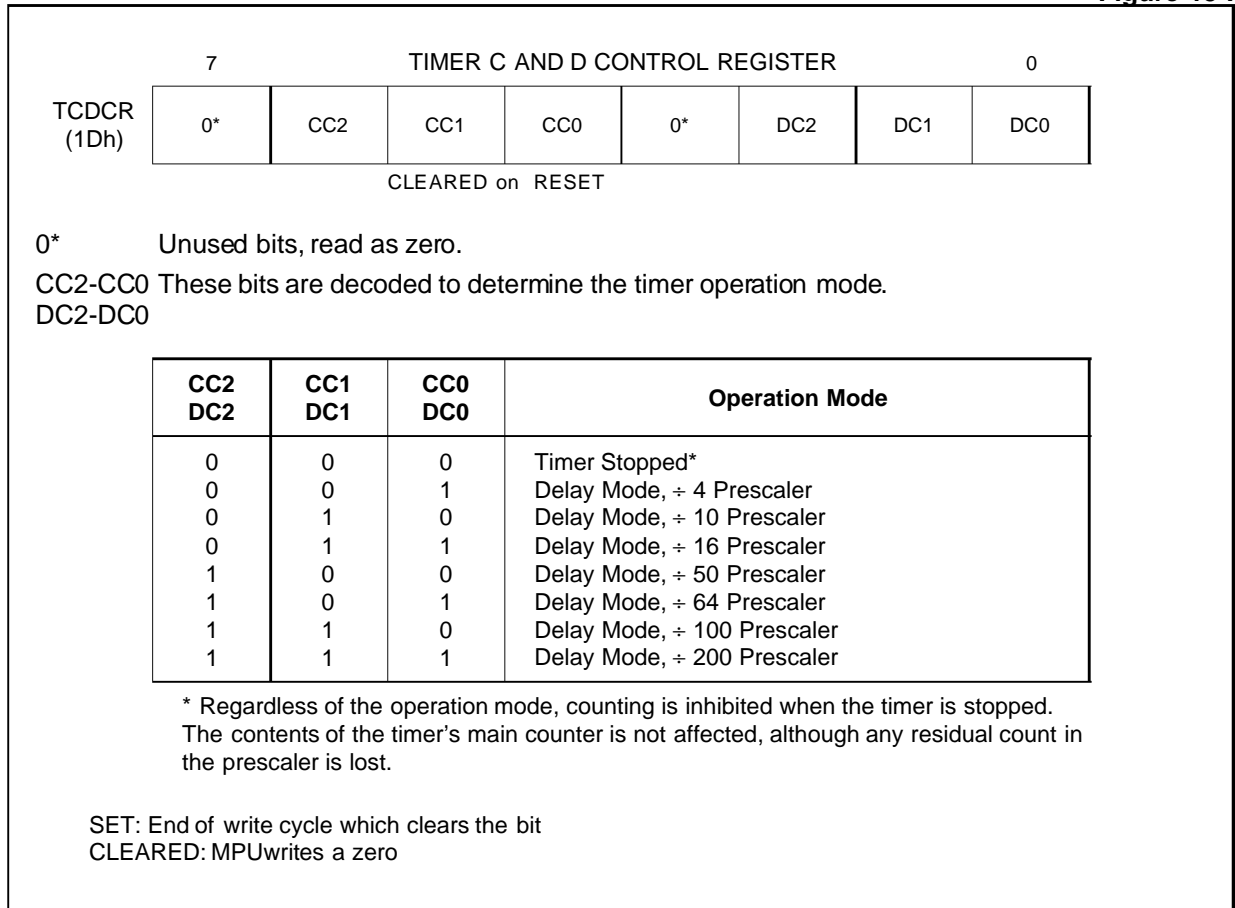 7 TIMER C AND D CONTROL REGISTER 0
TCDCR
(1Dh)
0* CC2 CC1 CC0 0* DC2 DC1 DC0
CLEARED on RESET
0* Unused bits, read as zero.
CC2-CC0 These bits are decoded to determine the timer operation mode.
DC2-DC0
CC2 DC2 CC1 DC1 CC0 DC0 Operation Mode
0 0 0 Timer Stopped*
0 0 1 Delay Mode, ÷ 4 Prescaler
0 1 0 Delay Mode, ÷ 10 Prescaler
0 1 1 Delay Mode, ÷ 16 Prescaler
1 0 0 Delay Mode, ÷ 50 Prescaler
1 0 1 Delay Mode, ÷ 64 Prescaler
1 1 0 Delay Mode, ÷ 100 Prescaler
1 1 1 Delay Mode, ÷ 200 Prescaler
* Regardless of the operation mode, counting is inhibited when the timer is stopped.
The contents of the timer's main counter is not affected, although any residual count in
the prescaler is lost.
SET: End of write cycle which clears the bit
CLEARED: MPUwrites a zero